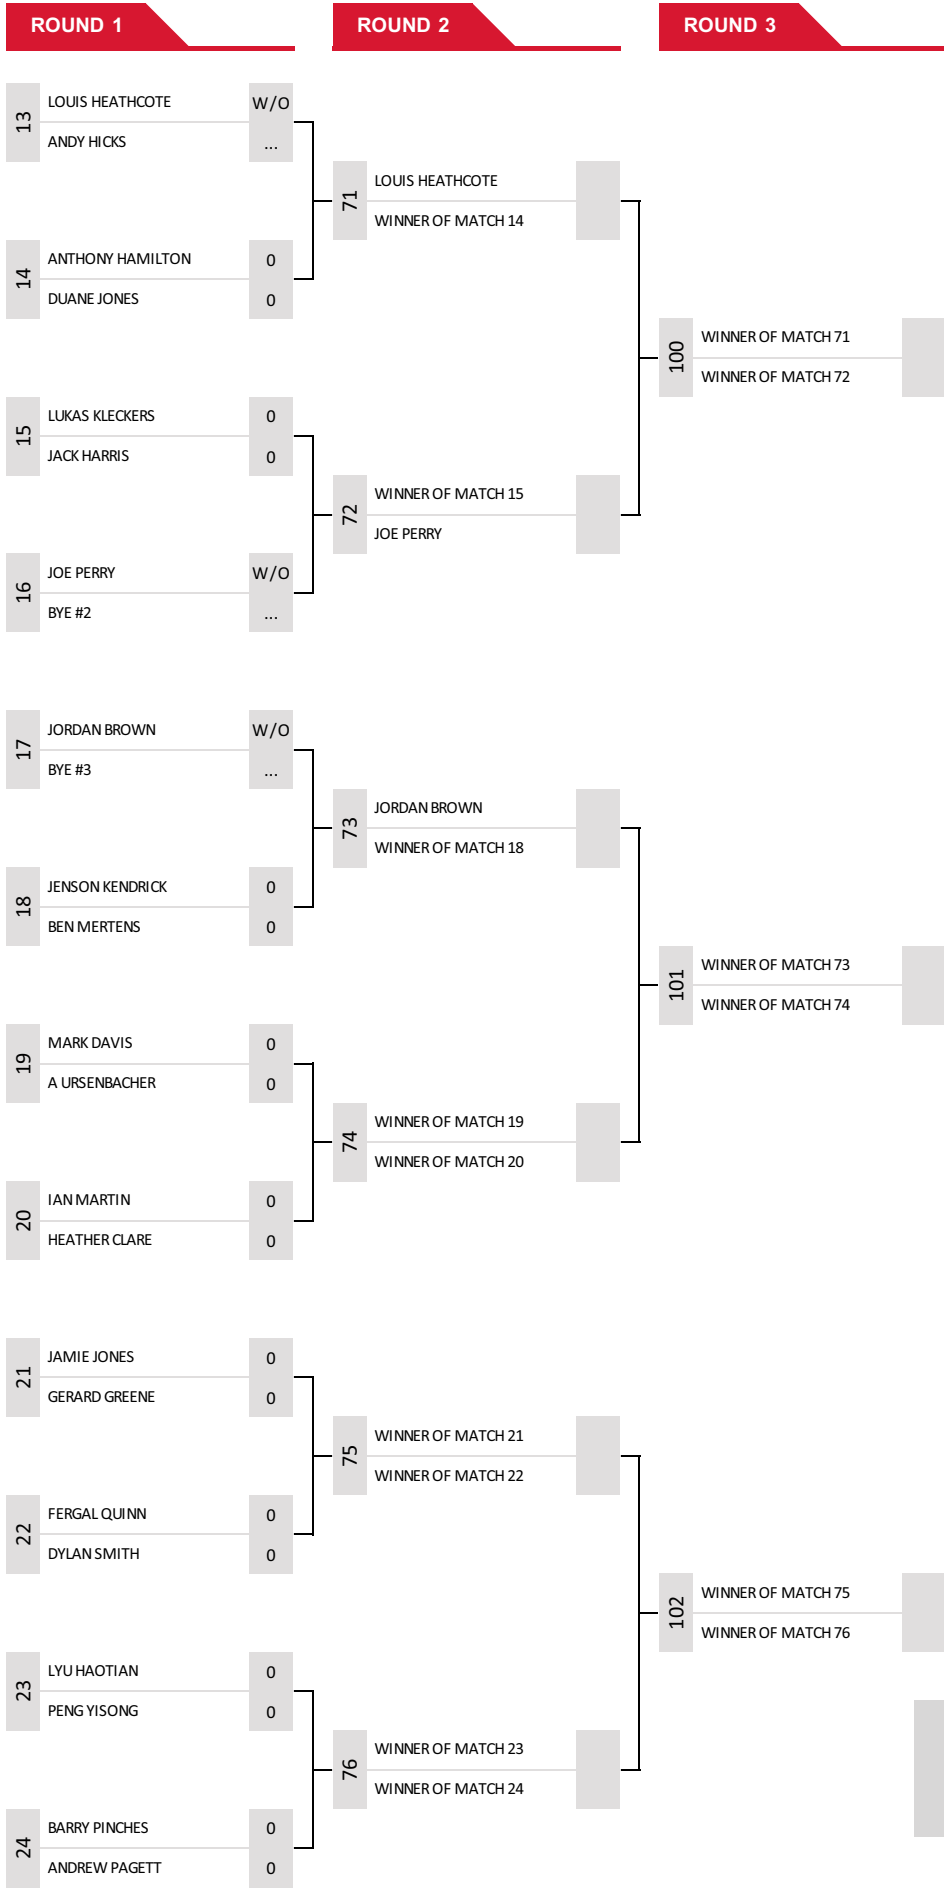 ROUND 1
ROUND 2
ROUND 3
13
LOUIS HEATHCOTE
W/O
ANDY HICKS
...
71
LOUIS HEATHCOTE
WINNER OF MATCH 14
14
ANTHONY HAMILTON
0
DUANE JONES
0
100
WINNER OF MATCH 71
WINNER OF MATCH 72
15
LUKAS KLECKERS
0
JACK HARRIS
0
72
WINNER OF MATCH 15
JOE PERRY
16
JOE PERRY
W/O
BYE #2
...
17
JORDAN BROWN
W/O
BYE #3
...
73
JORDAN BROWN
WINNER OF MATCH 18
18
JENSON KENDRICK
0
BEN MERTENS
0
101
WINNER OF MATCH 73
WINNER OF MATCH 74
19
MARK DAVIS
0
A URSENBACHER
0
74
WINNER OF MATCH 19
WINNER OF MATCH 20
20
IAN MARTIN
0
HEATHER CLARE
0
21
JAMIE JONES
0
GERARD GREENE
0
75
WINNER OF MATCH 21
WINNER OF MATCH 22
22
FERGAL QUINN
0
DYLAN SMITH
0
102
WINNER OF MATCH 75
WINNER OF MATCH 76
23
LYU HAOTIAN
0
PENG YISONG
0
76
WINNER OF MATCH 23
WINNER OF MATCH 24
24
BARRY PINCHES
0
ANDREW PAGETT
0